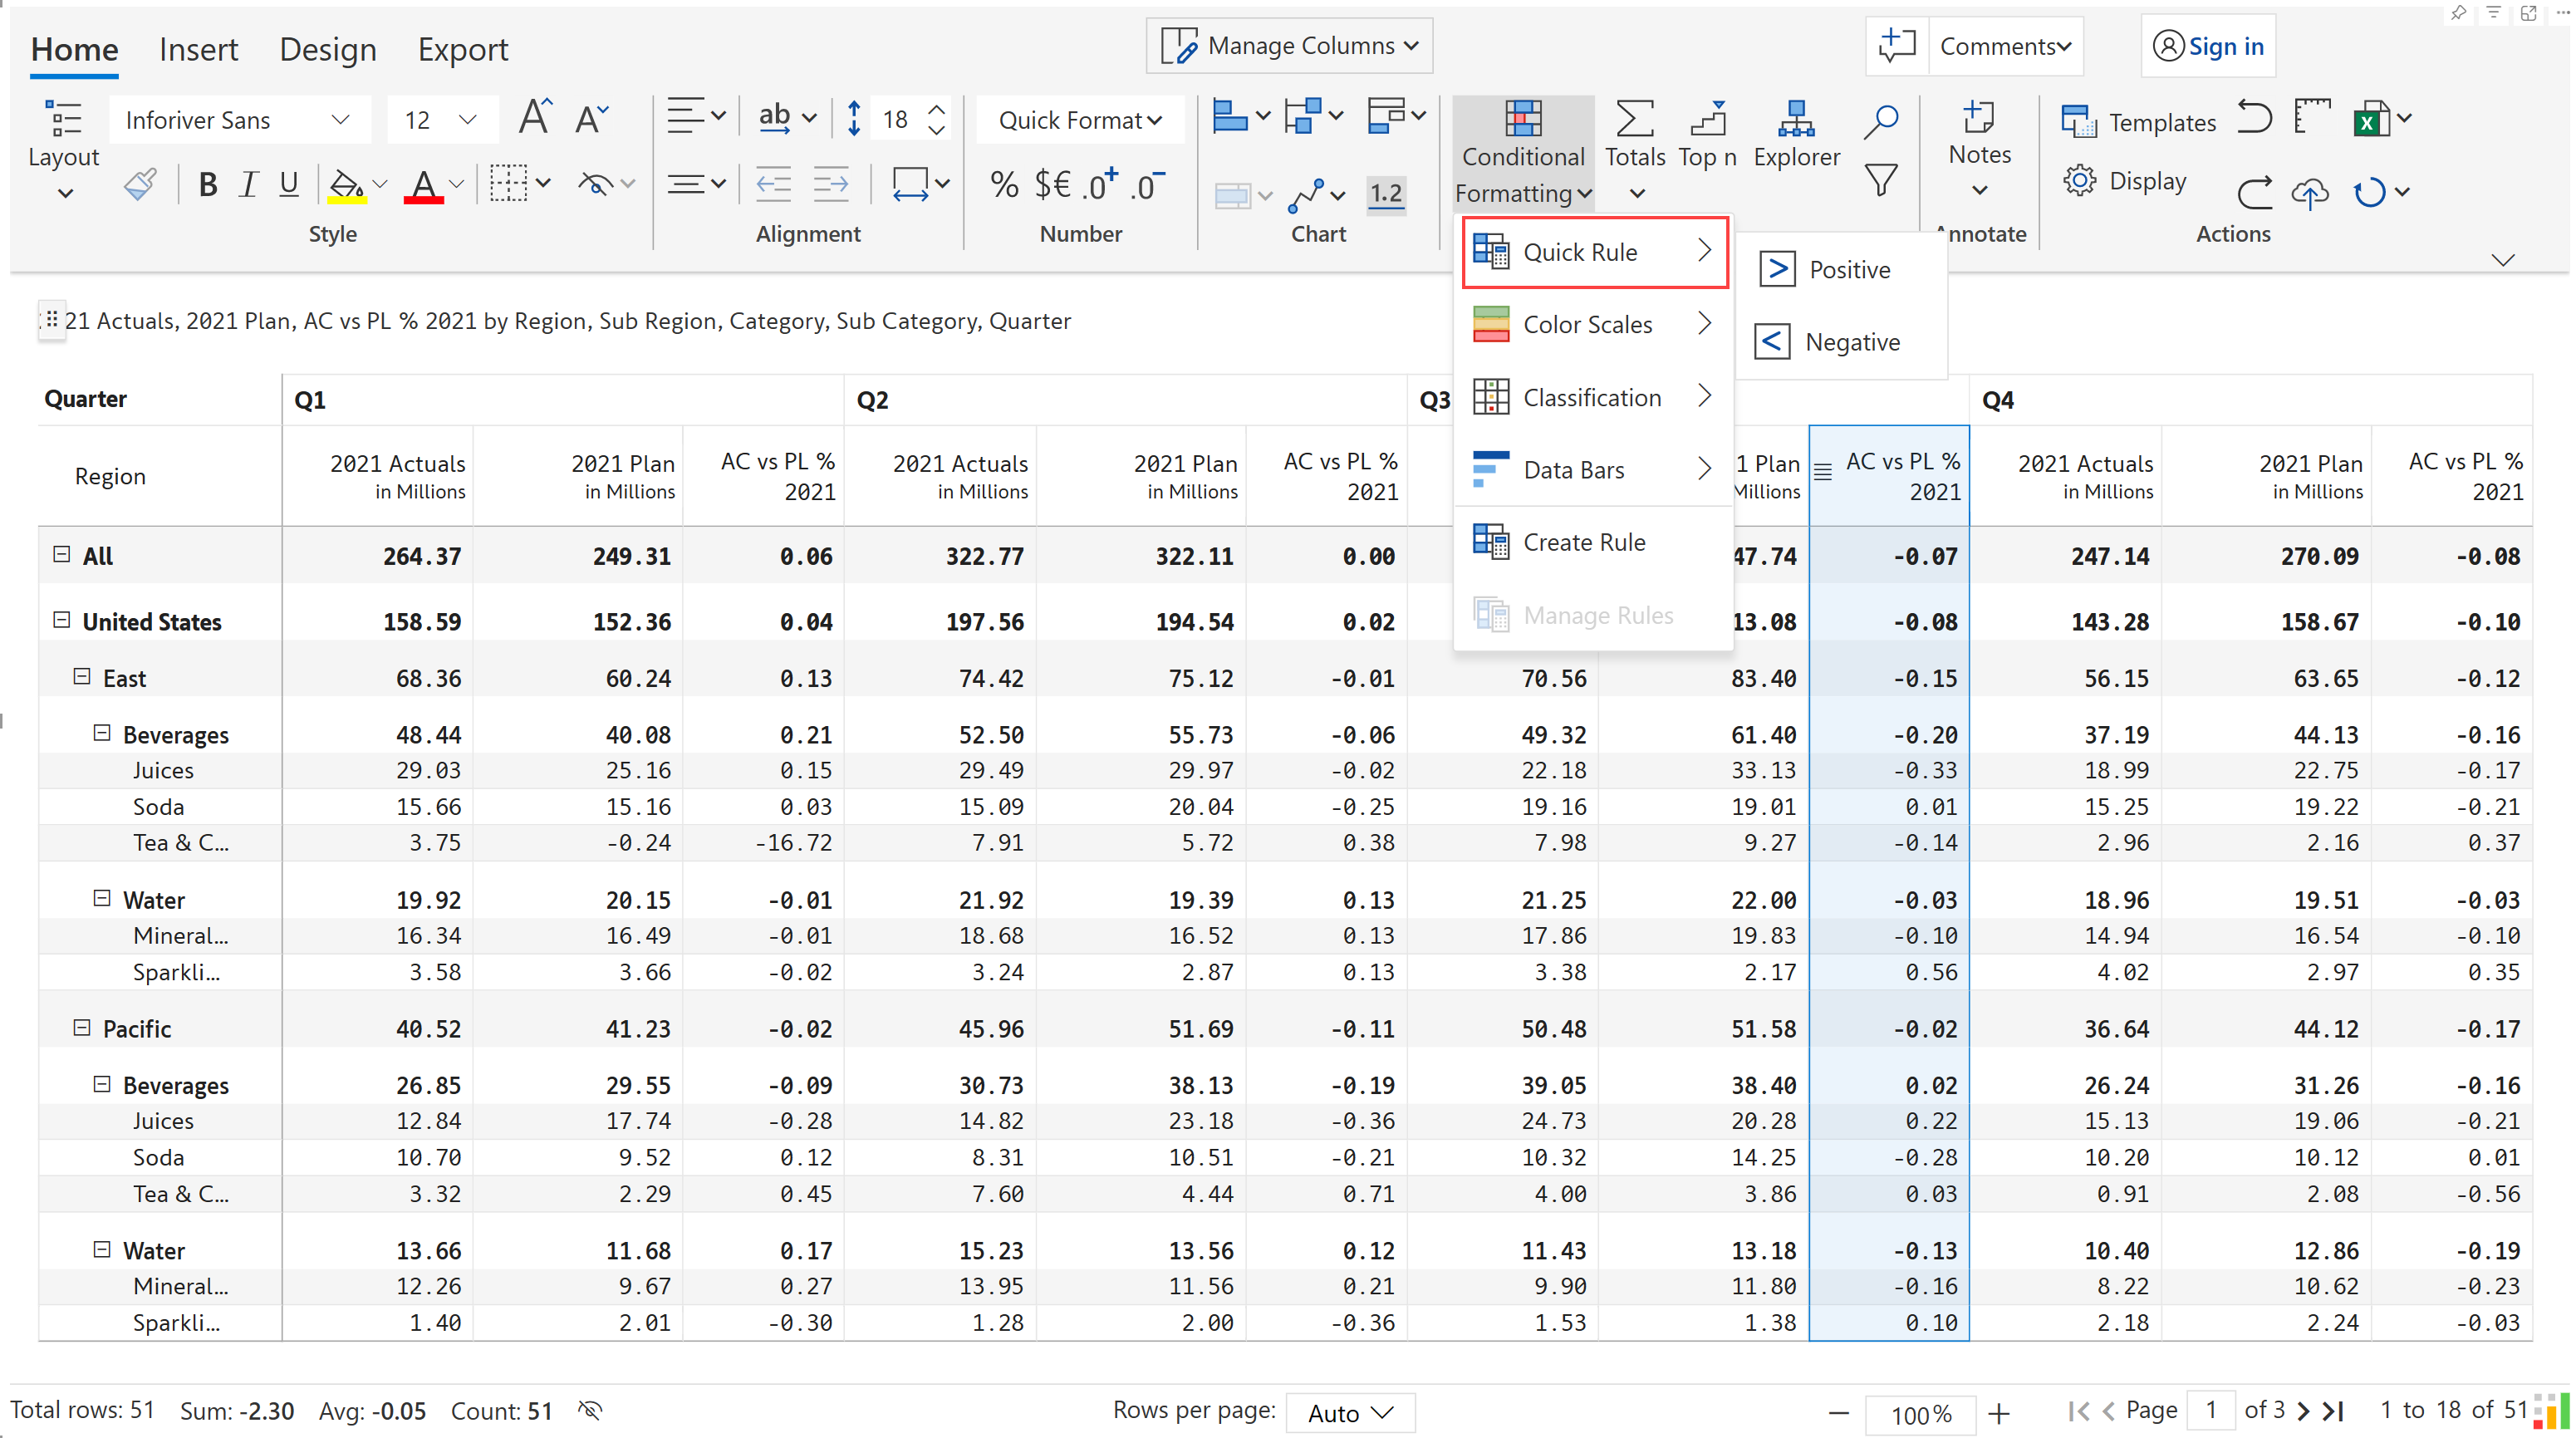 Home Insert Design Export Manage Columns Comments Sign in
Inforiver Sans 12 ab 18 Quick Format
Layout Conditional Formatting Totals Top n Explorer Notes Templates
B I U A % $€ .0+ .0- 1.2 Display
Style Alignment Number Chart Annotate Actions
Quick Rule
Color Scales
Classification
Data Bars
Create Rule
Manage Rules
Positive
Negative
21 Actuals, 2021 Plan, AC vs PL % 2021 by Region, Sub Region, Category, Sub Category, Quarter
Quarter Q1 Q2 Q3 Q4
Region 2021 Actuals in Millions 2021 Plan in Millions AC vs PL % 2021 2021 Actuals in Millions 2021 Plan in Millions AC vs PL % 2021 1 Plan Millions AC vs PL % 2021 2021 Actuals in Millions 2021 Plan in Millions AC vs PL % 2021
All 264.37 249.31 0.06 322.77 322.11 0.00 47.74 -0.07 247.14 270.09 -0.08
United States 158.59 152.36 0.04 197.56 194.54 0.02 13.08 -0.08 143.28 158.67 -0.10
East 68.36 60.24 0.13 74.42 75.12 -0.01 70.56 83.40 -0.15 56.15 63.65 -0.12
Beverages 48.44 40.08 0.21 52.50 55.73 -0.06 49.32 61.40 -0.20 37.19 44.13 -0.16
Juices 29.03 25.16 0.15 29.49 29.97 -0.02 22.18 33.13 -0.33 18.99 22.75 -0.17
Soda 15.66 15.16 0.03 15.09 20.04 -0.25 19.16 19.01 0.01 15.25 19.22 -0.21
Tea & C... 3.75 -0.24 -16.72 7.91 5.72 0.38 7.98 9.27 -0.14 2.96 2.16 0.37
Water 19.92 20.15 -0.01 21.92 19.39 0.13 21.25 22.00 -0.03 18.96 19.51 -0.03
Mineral... 16.34 16.49 -0.01 18.68 16.52 0.13 17.86 19.83 -0.10 14.94 16.54 -0.10
Sparkli... 3.58 3.66 -0.02 3.24 2.87 0.13 3.38 2.17 0.56 4.02 2.97 0.35
Pacific 40.52 41.23 -0.02 45.96 51.69 -0.11 50.48 51.58 -0.02 36.64 44.12 -0.17
Beverages 26.85 29.55 -0.09 30.73 38.13 -0.19 39.05 38.40 0.02 26.24 31.26 -0.16
Juices 12.84 17.74 -0.28 14.82 23.18 -0.36 24.73 20.28 0.22 15.13 19.06 -0.21
Soda 10.70 9.52 0.12 8.31 10.51 -0.21 10.32 14.25 -0.28 10.20 10.12 0.01
Tea & C... 3.32 2.29 0.45 7.60 4.44 0.71 4.00 3.86 0.03 0.91 2.08 -0.56
Water 13.66 11.68 0.17 15.23 13.56 0.12 11.43 13.18 -0.13 10.40 12.86 -0.19
Mineral... 12.26 9.67 0.27 13.95 11.56 0.21 9.90 11.80 -0.16 8.22 10.62 -0.23
Sparkli... 1.40 2.01 -0.30 1.28 2.00 -0.36 1.53 1.38 0.10 2.18 2.24 -0.03
Total rows: 51 Sum: -2.30 Avg: -0.05 Count: 51 Rows per page: Auto 100% Page 1 of 3 1 to 18 of 51